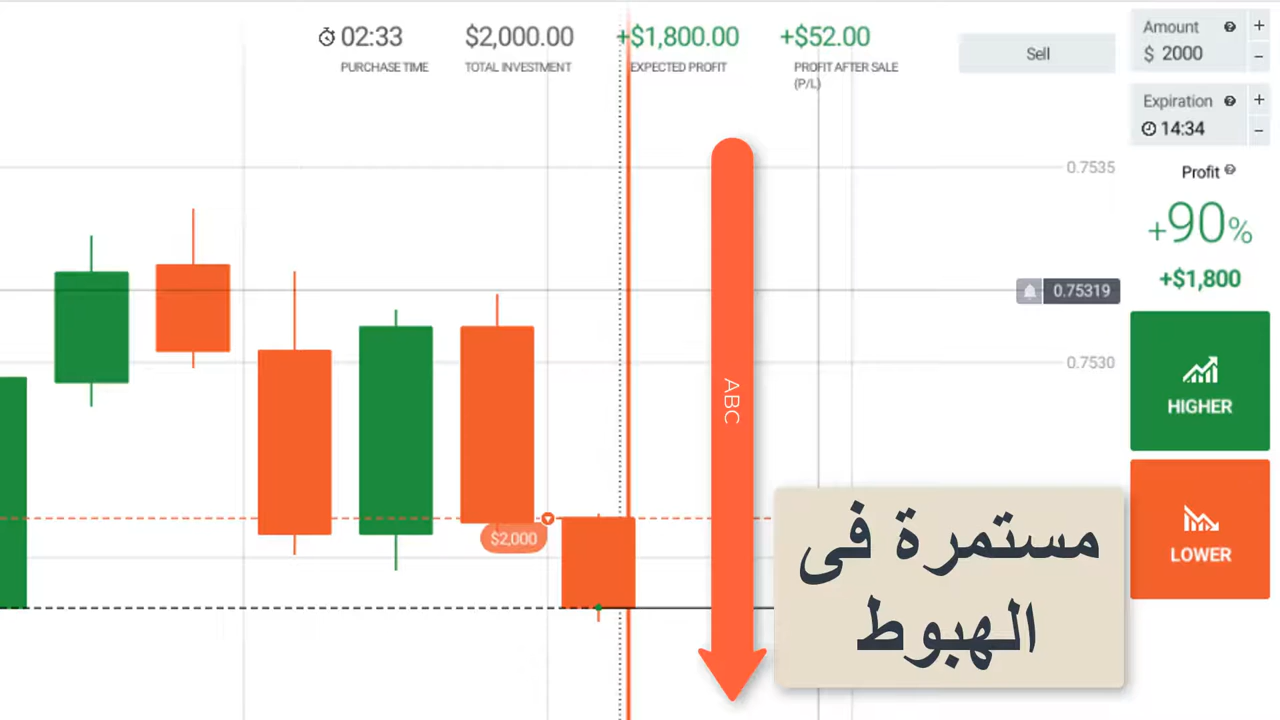 02:33
PURCHASE TIME
$2,000.00
TOTAL INVESTMENT
+$1,800.00
EXPECTED PROFIT
+$52.00
PROFIT AFTER SALE
(P/L)
Sell
Amount
+
$ 2000
−
Expiration
+
14:34
−
Profit
+90%
+$1,800
HIGHER
LOWER
0.7535
0.75319
0.7530
ABC
$2,000
مستمرة فى
الهبوط